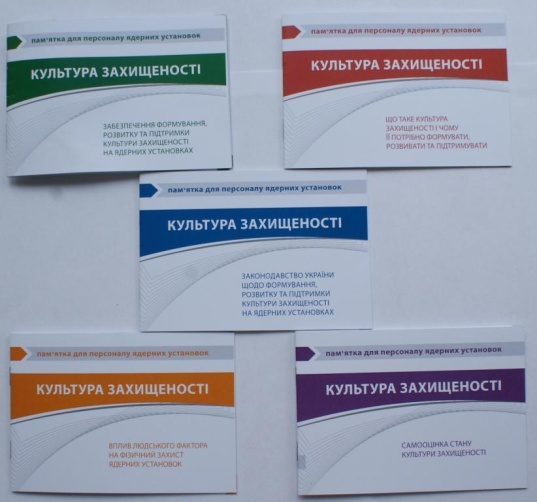 пам'ятка для персоналу ядерних установок
КУЛЬТУРА ЗАХИЩЕНОСТІ
ЗАБЕЗПЕЧЕННЯ ФОРМУВАННЯ,
РОЗВИТКУ ТА ПІДТРИМКИ
КУЛЬТУРИ ЗАХИЩЕНОСТІ
НА ЯДЕРНИХ УСТАНОВКАХ
пам'ятка для персоналу ядерних установок
КУЛЬТУРА ЗАХИЩЕНОСТІ
ЩО ТАКЕ КУЛЬТУРА
ЗАХИЩЕНОСТІ І ЧОМУ
ЇЇ ПОТРІБНО ФОРМУВАТИ,
РОЗВИВАТИ ТА ПІДТРИМУВАТИ
пам'ятка для персоналу ядерних установок
КУЛЬТУРА ЗАХИЩЕНОСТІ
ЗАКОНОДАВСТВО УКРАЇНИ
ЩОДО ФОРМУВАННЯ,
РОЗВИТКУ ТА ПІДТРИМКИ
КУЛЬТУРИ ЗАХИЩЕНОСТІ
НА ЯДЕРНИХ УСТАНОВКАХ
пам'ятка для персоналу ядерних установок
КУЛЬТУРА ЗАХИЩЕНОСТІ
ВПЛИВ ЛЮДСЬКОГО ФАКТОРА
НА ФІЗИЧНИЙ ЗАХИСТ
ЯДЕРНИХ УСТАНОВОК
пам'ятка для персоналу ядерних установок
КУЛЬТУРА ЗАХИЩЕНОСТІ
САМООЦІНКА СТАНУ
КУЛЬТУРИ ЗАХИЩЕНОСТІ